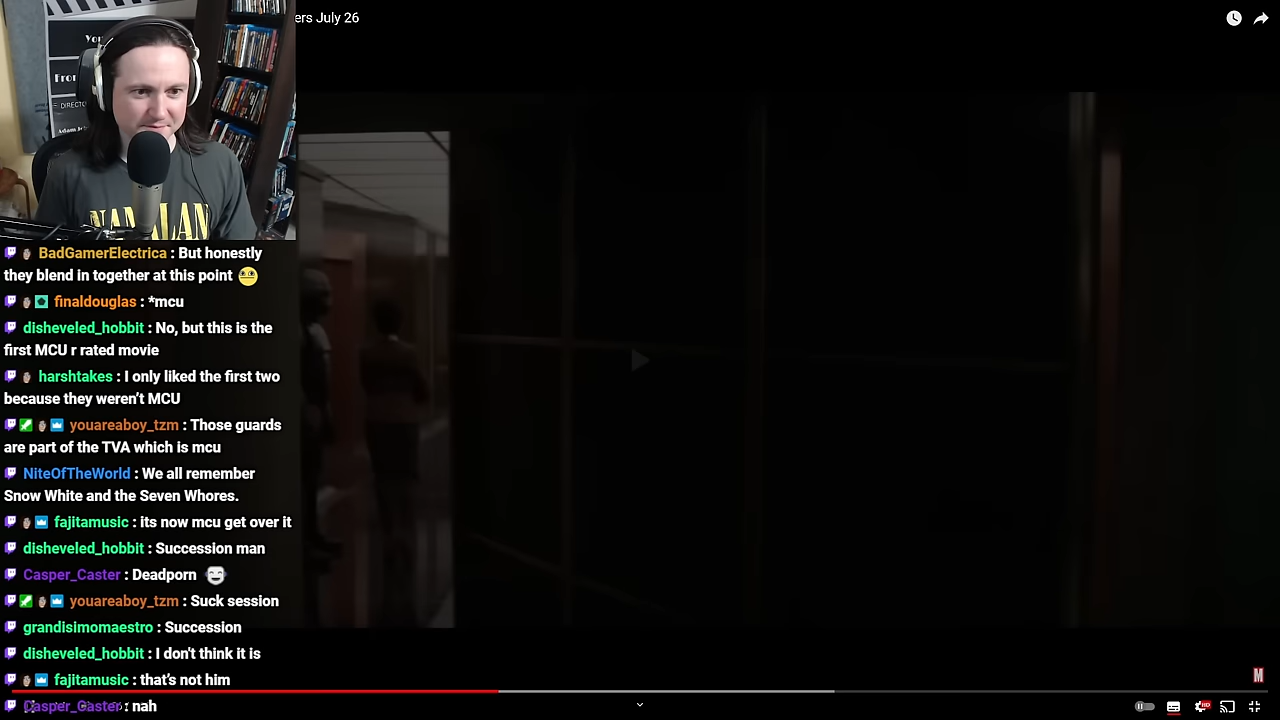 ers July 26
BadGamerElectrica : But honestly
they blend in together at this point
finaldouglas : *mcu
disheveled_hobbit : No, but this is the
first MCU r rated movie
harshtakes : I only liked the first two
because they weren't MCU
youareaboy_tzm : Those guards
are part of the TVA which is mcu
NiteOfTheWorld : We all remember
Snow White and the Seven Whores.
fajitamusic : its now mcu get over it
disheveled_hobbit : Succession man
Casper_Caster : Deadporn
youareaboy_tzm : Suck session
grandisimomaestro : Succession
disheveled_hobbit : I don't think it is
fajitamusic : that's not him
Casper_Caster : nah
M
HD